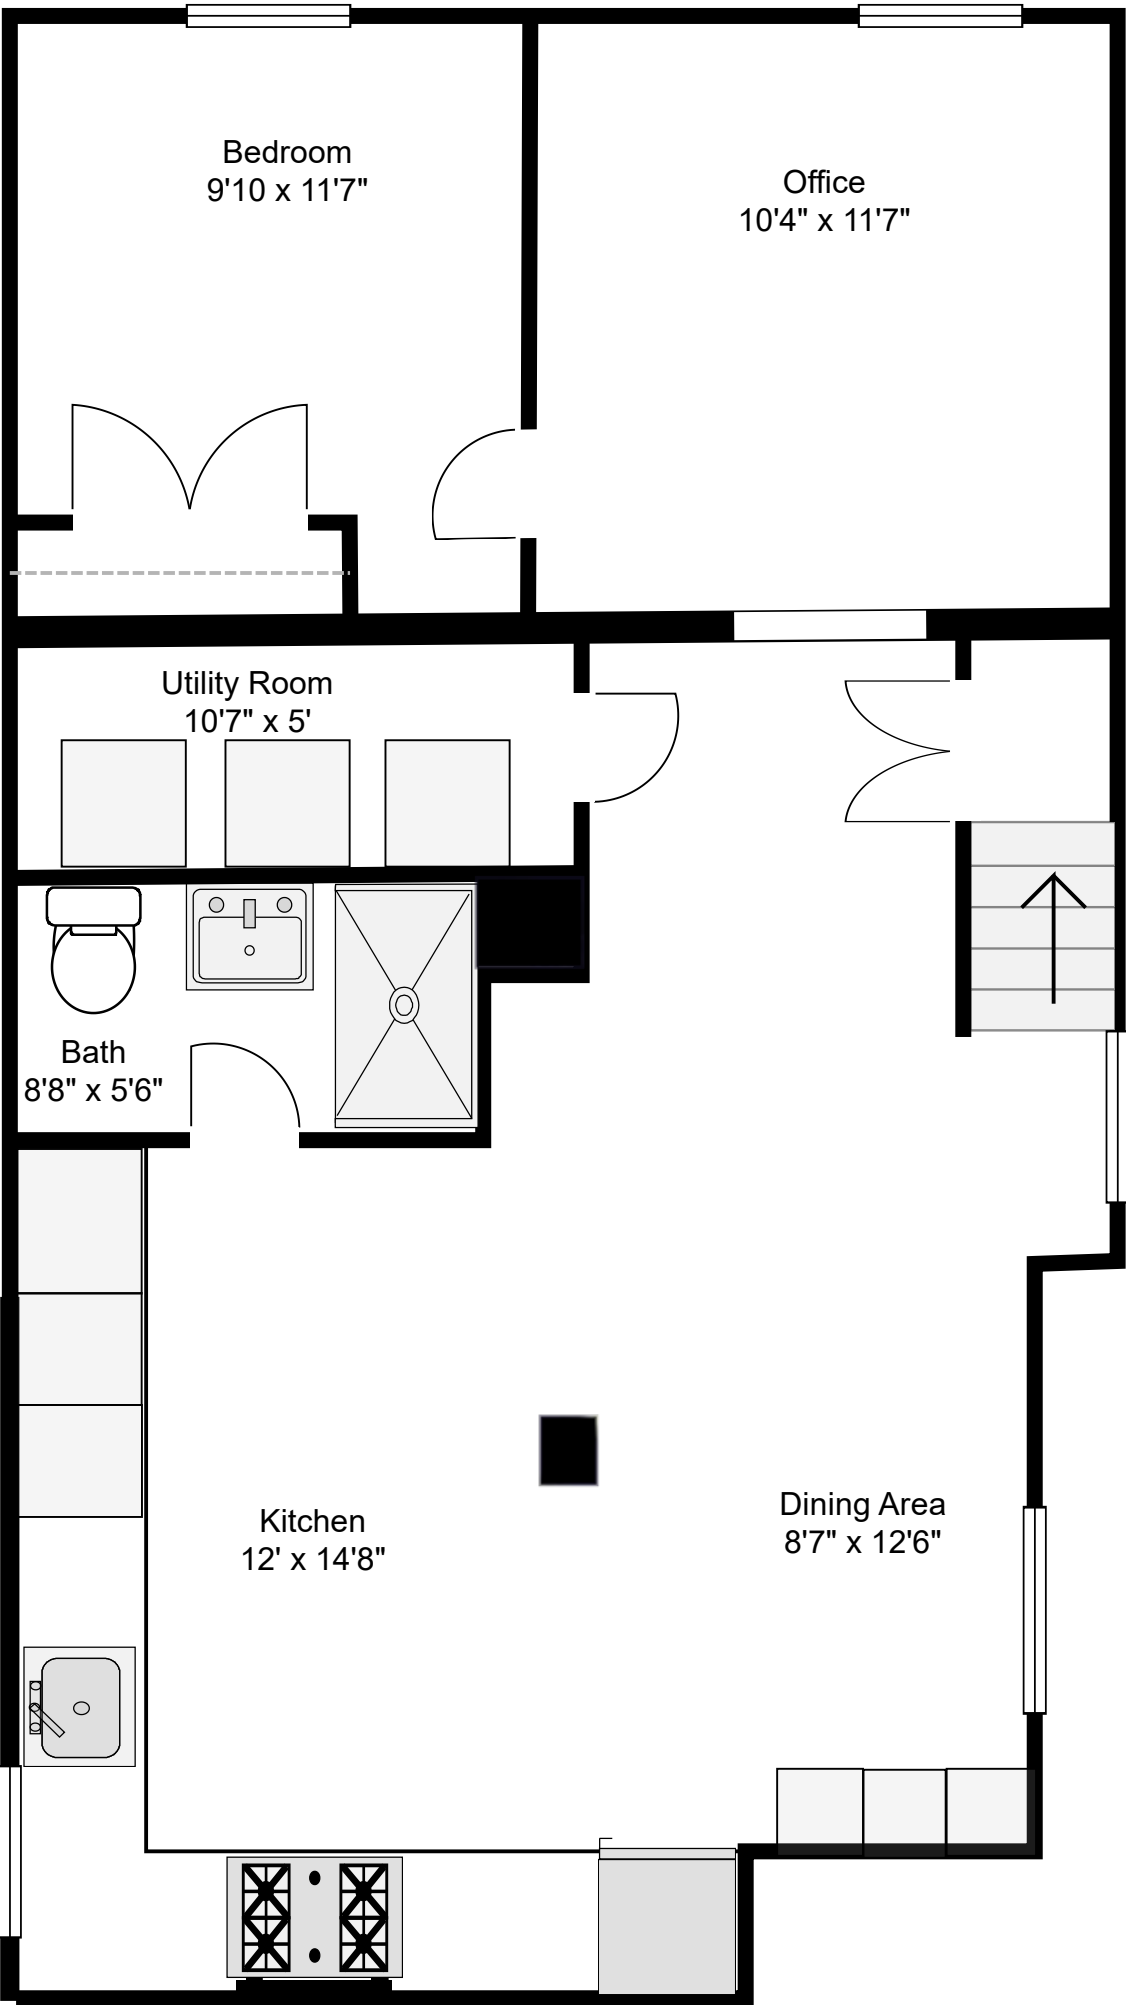 Bedroom
9'10 x 11'7"
Office
10'4" x 11'7"
Utility Room
10'7" x 5'
Bath
8'8" x 5'6"
Kitchen
12' x 14'8"
Dining Area
8'7" x 12'6"